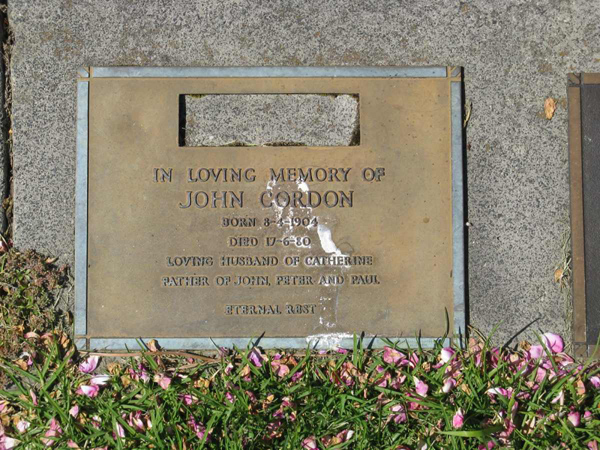 IN LOVING MEMORY OF
JOHN GORDON
BORN 8-4-1904
DIED 17-6-80
LOVING HUSBAND OF CATHERINE
FATHER OF JOHN, PETER AND PAUL
ETERNAL REST